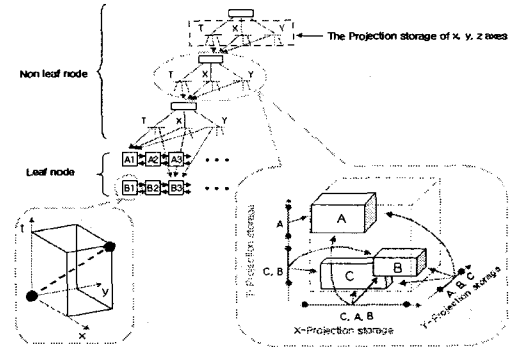 T X Y
The Projection storage of x, y, z axes
Non leaf node
T X Y
T X Y
Leaf node
A1 A2 A3
B1 B2 B3
t
y
x
A
C, B
T-Projection storage
A
B
C
C, A, B
X-Projection storage
A, B, C
Y-Projection storage